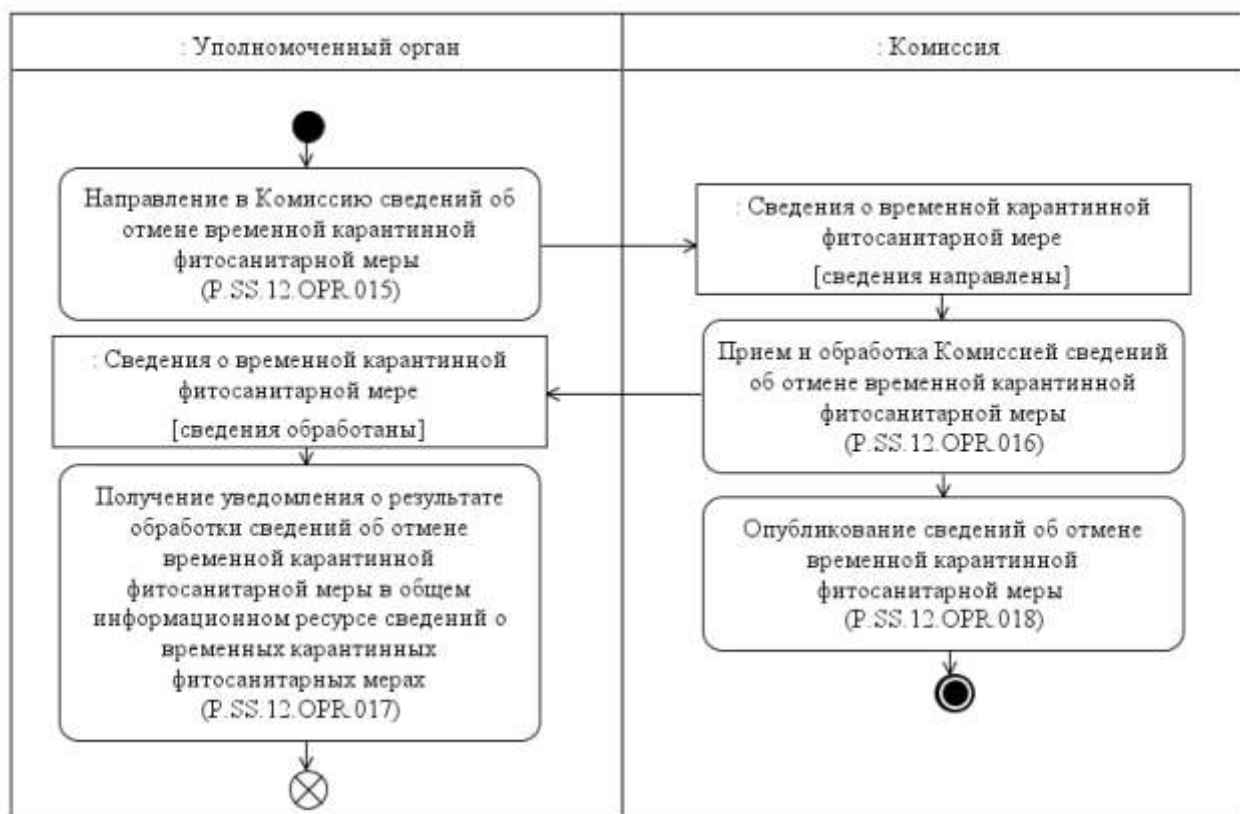 : Уполномоченный орган
: Комиссия
Направление в Комиссию сведений об
отмене временной карантинной
фитосанитарной меры
(P.SS.12.OPR.015)
: Сведения о временной карантинной
фитосанитарной мере
[сведения направлены]
Прием и обработка Комиссией сведений
об отмене временной карантинной
фитосанитарной меры
(P.SS.12.OPR.016)
: Сведения о временной карантинной
фитосанитарной мере
[сведения обработаны]
Получение уведомления о результате
обработки сведений об отмене
временной карантинной
фитосанитарной меры в общем
информационном ресурсе сведений о
временных карантинных
фитосанитарных мерах
(P.SS.12.OPR.017)
Опубликование сведений об отмене
временной карантинной
фитосанитарной меры
(P.SS.12.OPR.018)